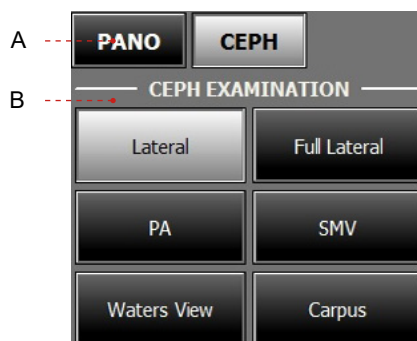 A PANO CEPH
B CEPH EXAMINATION
Lateral Full Lateral
PA SMV
Waters View Carpus